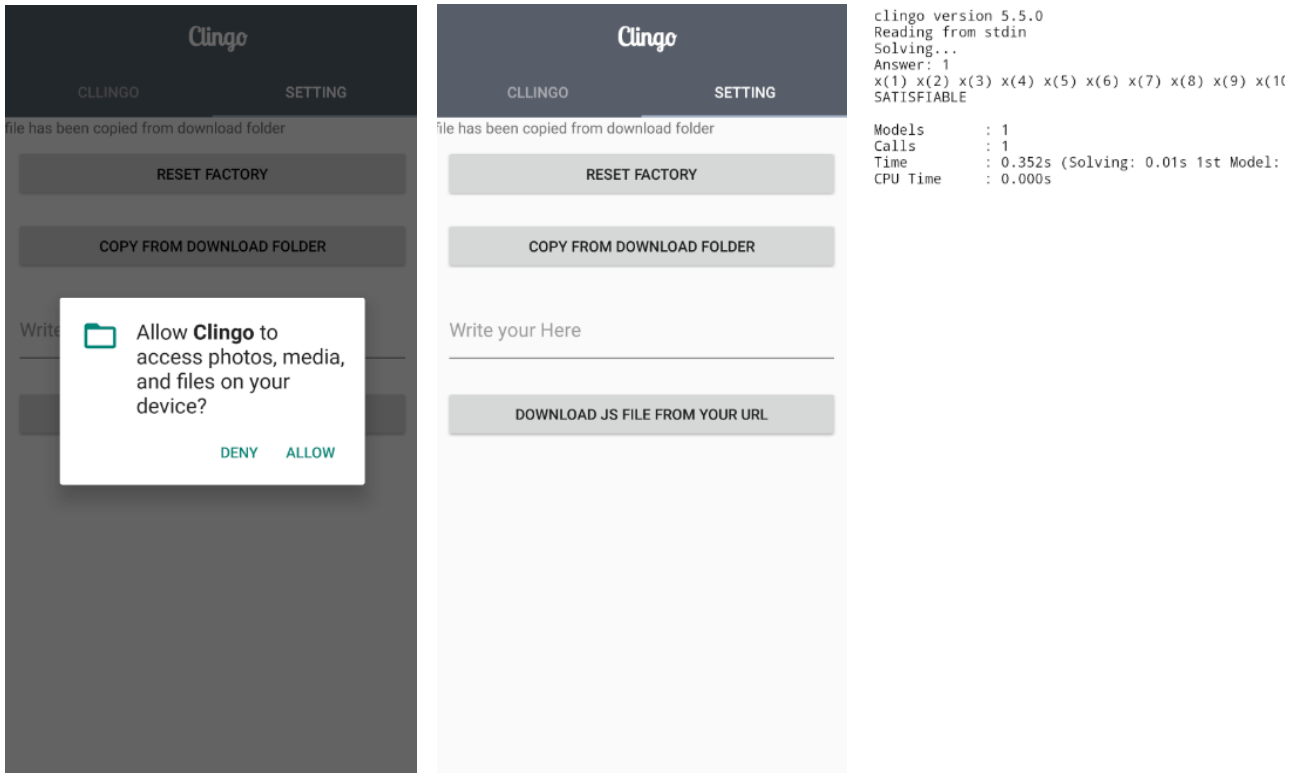 Clingo
CLLINGO SETTING
file has been copied from download folder
RESET FACTORY
COPY FROM DOWNLOAD FOLDER
Write
Allow Clingo to
access photos, media,
and files on your
device?
DENY ALLOW
Clingo
CLLINGO SETTING
file has been copied from download folder
RESET FACTORY
COPY FROM DOWNLOAD FOLDER
Write your Here
DOWNLOAD JS FILE FROM YOUR URL
clingo version 5.5.0
Reading from stdin
Solving...
Answer: 1
x(1) x(2) x(3) x(4) x(5) x(6) x(7) x(8) x(9) x(10
SATISFIABLE
Models : 1
Calls : 1
Time : 0.352s (Solving: 0.01s 1st Model:
CPU Time : 0.000s